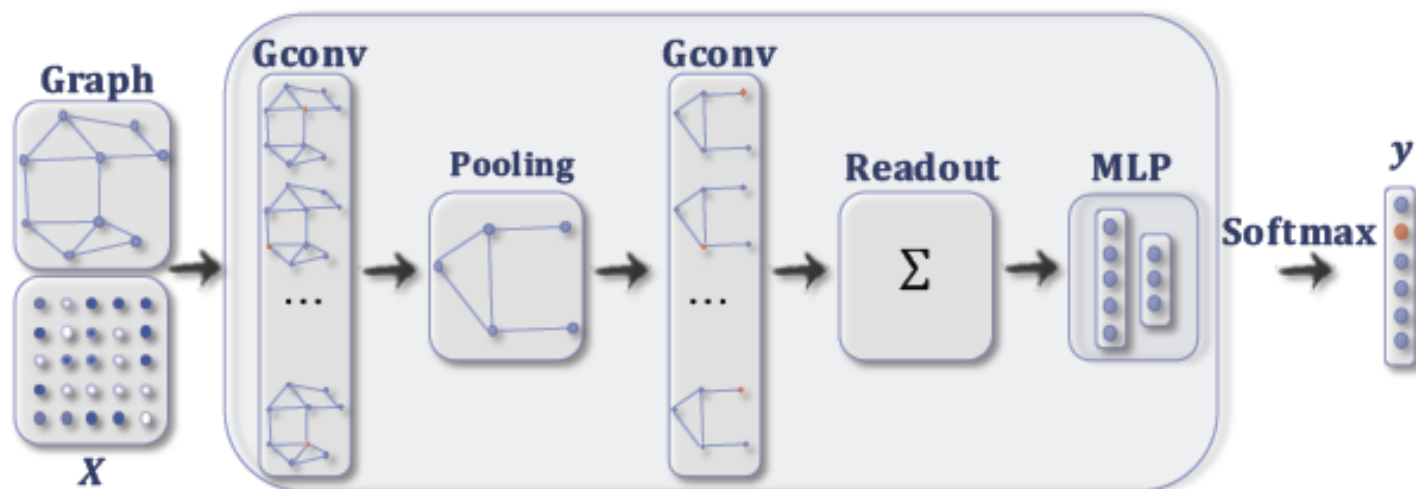 Graph
X
Gconv
...
Pooling
Gconv
...
Readout
Σ
MLP
Softmax
y